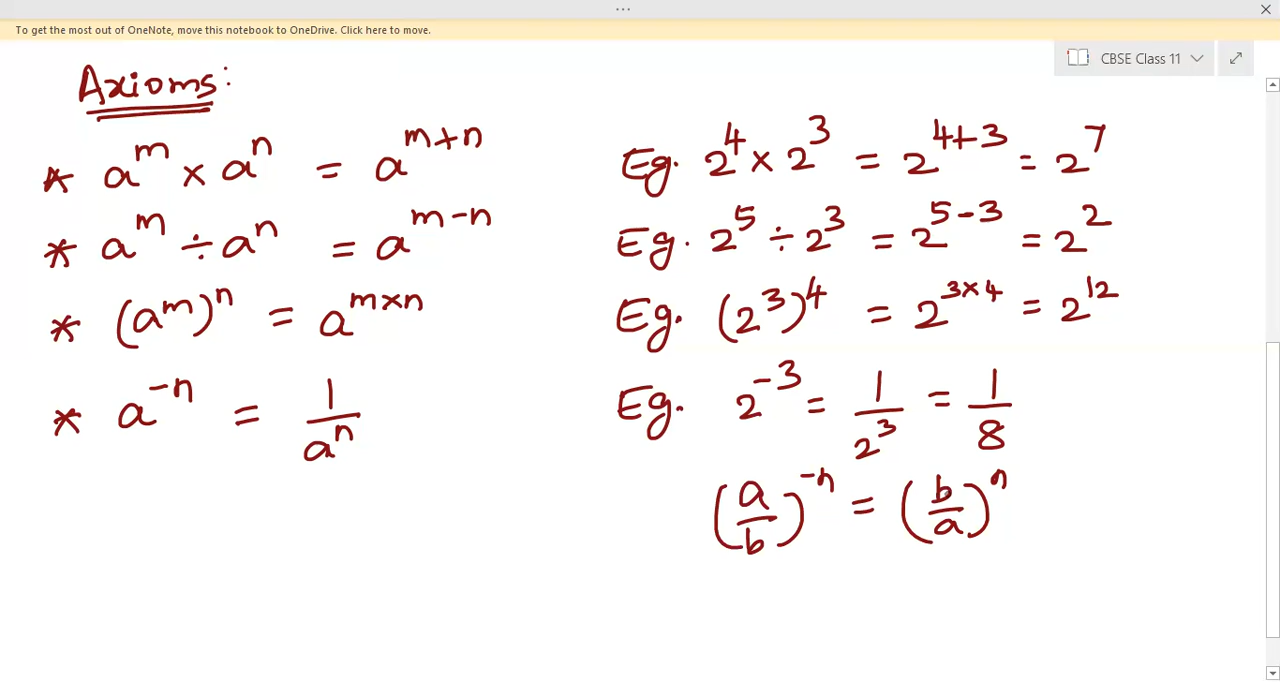 ...
To get the most out of OneNote, move this notebook to OneDrive. Click here to move.
CBSE Class 11
Axioms:
* a^m × a^n = a^(m+n) Eg. 2^4 × 2^3 = 2^(4+3) = 2^7
* a^m ÷ a^n = a^(m-n) Eg. 2^5 ÷ 2^3 = 2^(5-3) = 2^2
* (a^m)^n = a^(m×n) Eg. (2^3)^4 = 2^(3×4) = 2^12
* a^(-n) = 1/a^n Eg. 2^(-3) = 1/2^3 = 1/8
(a/b)^(-n) = (b/a)^n